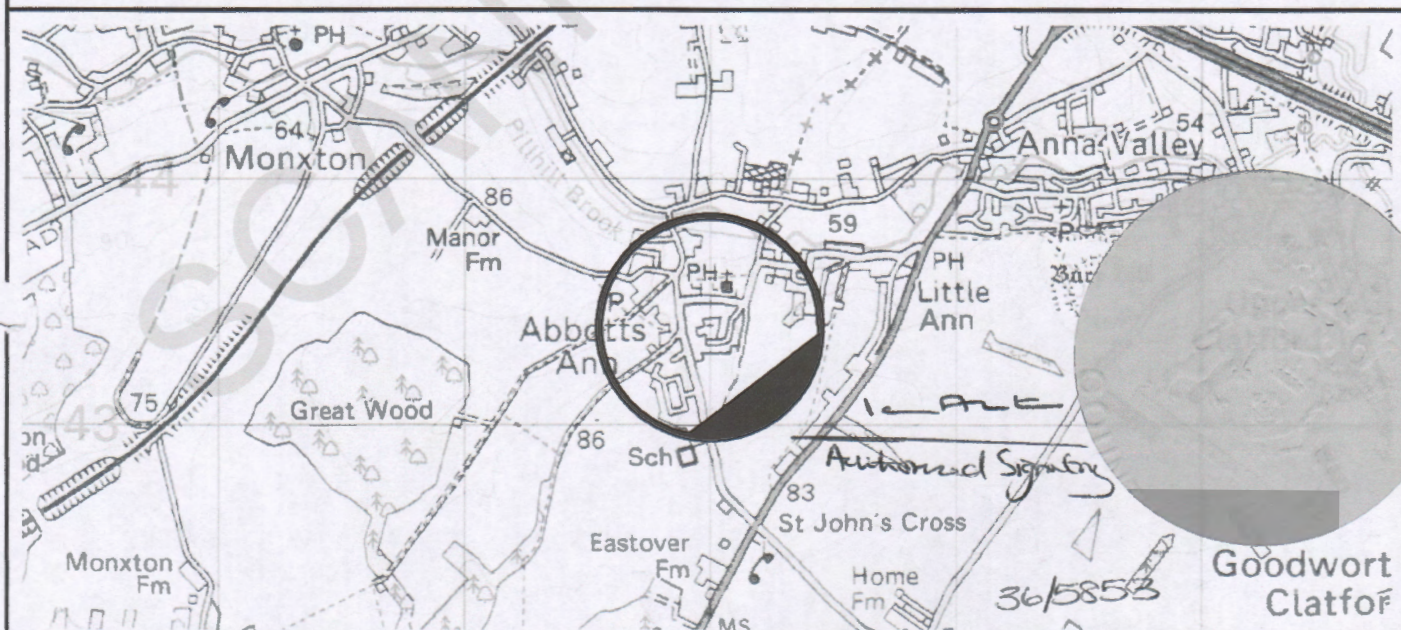 PH
64
Monxton
44
AD
86
Pillhill Brook
Manor
Fm
Anna Valley
54
59
PH
P
PH
Little
Ann
P
Abbotts
Ann
Great Wood
75
43
86
Sch
Authorized Signatory
83
St John's Cross
Eastover
Fm
Monxton
Fm
Home
Fm
36/5853
Goodwort
Clatfor
MS